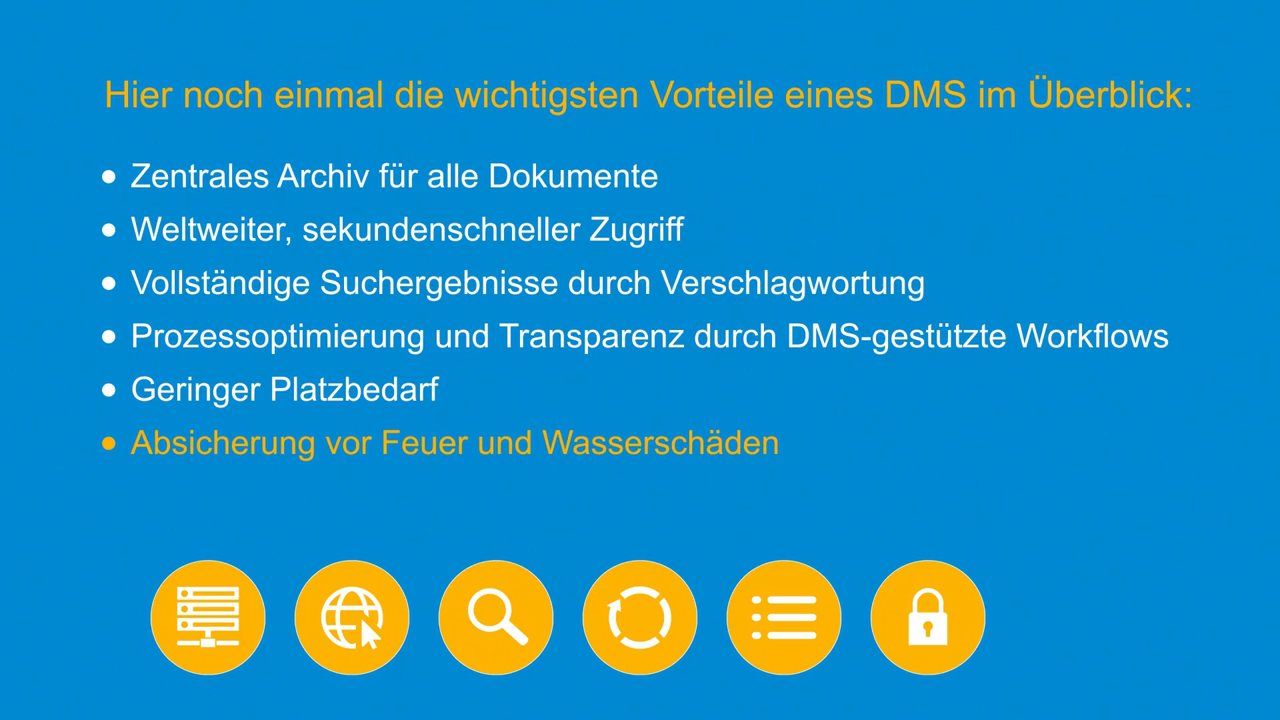 Hier noch einmal die wichtigsten Vorteile eines DMS im Überblick:
• Zentrales Archiv für alle Dokumente
• Weltweiter, sekundenschneller Zugriff
• Vollständige Suchergebnisse durch Verschlagwortung
• Prozessoptimierung und Transparenz durch DMS-gestützte Workflows
• Geringer Platzbedarf
• Absicherung vor Feuer und Wasserschäden